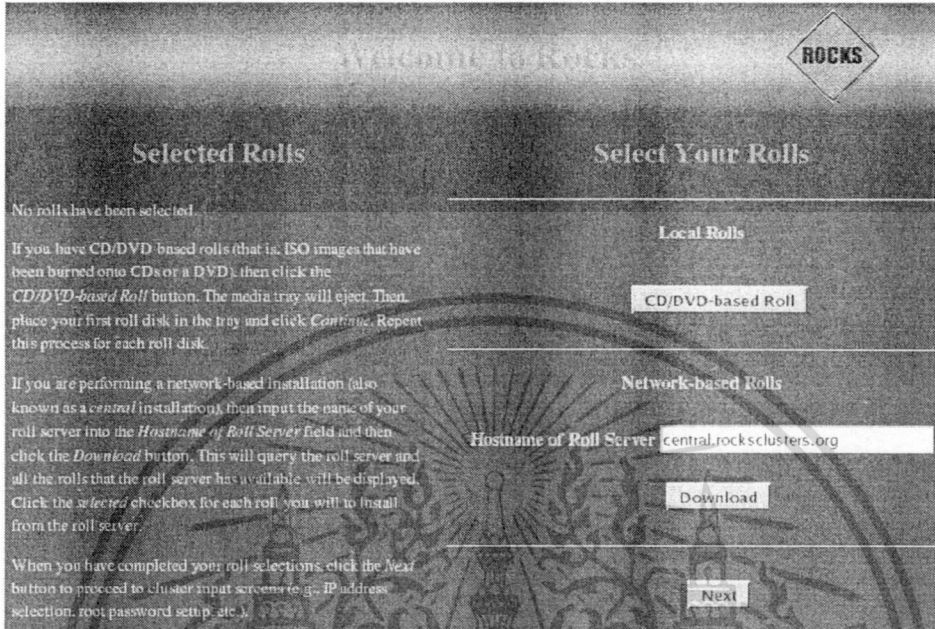 Welcome to Rocks
ROCKS
Selected Rolls
No rolls have been selected.
If you have CD/DVD based rolls (that is, ISO images that have
been burned onto CDs or a DVD), then click the
CD/DVD-based Roll button. The media tray will eject. Then,
place your first roll disk in the tray and click Continue. Repeat
this process for each roll disk.
If you are performing a network-based installation (also
known as a central installation), then input the name of your
roll server into the Hostname of Roll Server field and then
click the Download button. This will query the roll server and
all the rolls that the roll server has available will be displayed.
Click the selected checkbox for each roll you will to install
from the roll server.
When you have completed your roll selections, click the Next
button to proceed to cluster input screens (e.g., IP address
selection, root password setup, etc.).
Select Your Rolls
Local Rolls
CD/DVD-based Roll
Network-based Rolls
Hostname of Roll Server central.rocksclusters.org
Download
Next